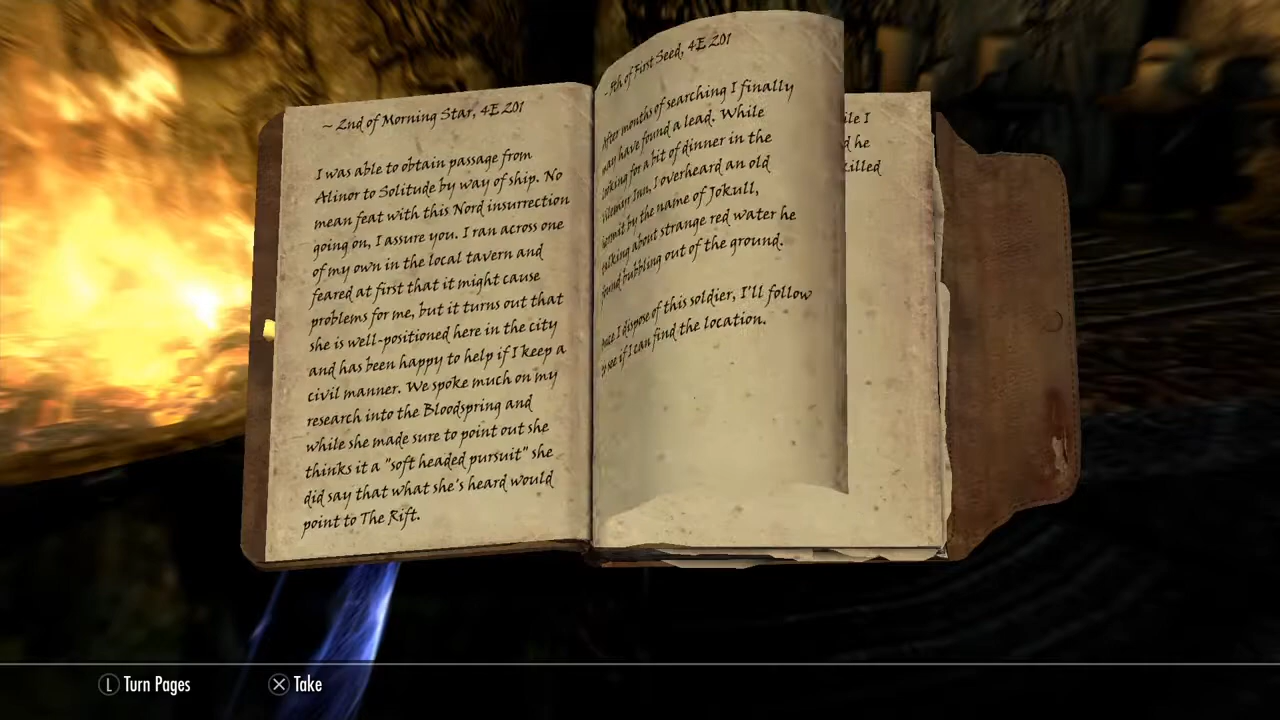 ~ 2nd of Morning Star, 4E 201
I was able to obtain passage from
Alinor to Solitude by way of ship. No
mean feat with this Nord insurrection
going on, I assure you. I ran across one
of my own in the local tavern and
feared at first that it might cause
problems for me, but it turns out that
she is well-positioned here in the city
and has been happy to help if I keep a
civil manner. We spoke much on my
research into the Bloodspring and
while she made sure to point out she
thinks it a "soft headed pursuit" she
did say that what she's heard would
point to The Rift.
of First Seed, 4E 201
After months of searching I finally
may have found a lead. While
looking for a bit of dinner in the
Vilemyr Inn, I overheard an old
hermit by the name of Jokull,
talking about strange red water he
found bubbling out of the ground.
I dispose of this soldier, I'll follow
see if I can find the location.
I
he
killed
L Turn Pages
X Take